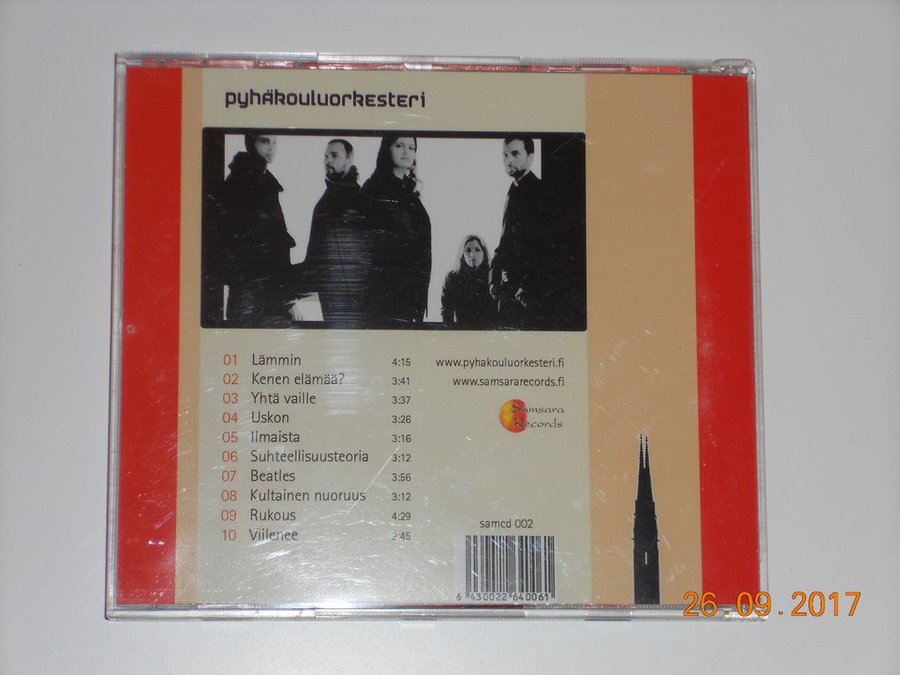 pyhäkouluorkesteri
01 Lämmin 4:15
02 Kenen elämää? 3:41
03 Yhtä vaille 3:37
04 Uskon 3:26
05 Ilmaista 3:16
06 Suhteellisuusteoria 3:12
07 Beatles 3:56
08 Kultainen nuoruus 3:12
09 Rukous 4:29
10 Viilenee 2:45
www.pyhakouluorkesteri.fi
www.samsararecords.fi
Samsara
Records
samcd 002
6 430022 640061
26.09.2017